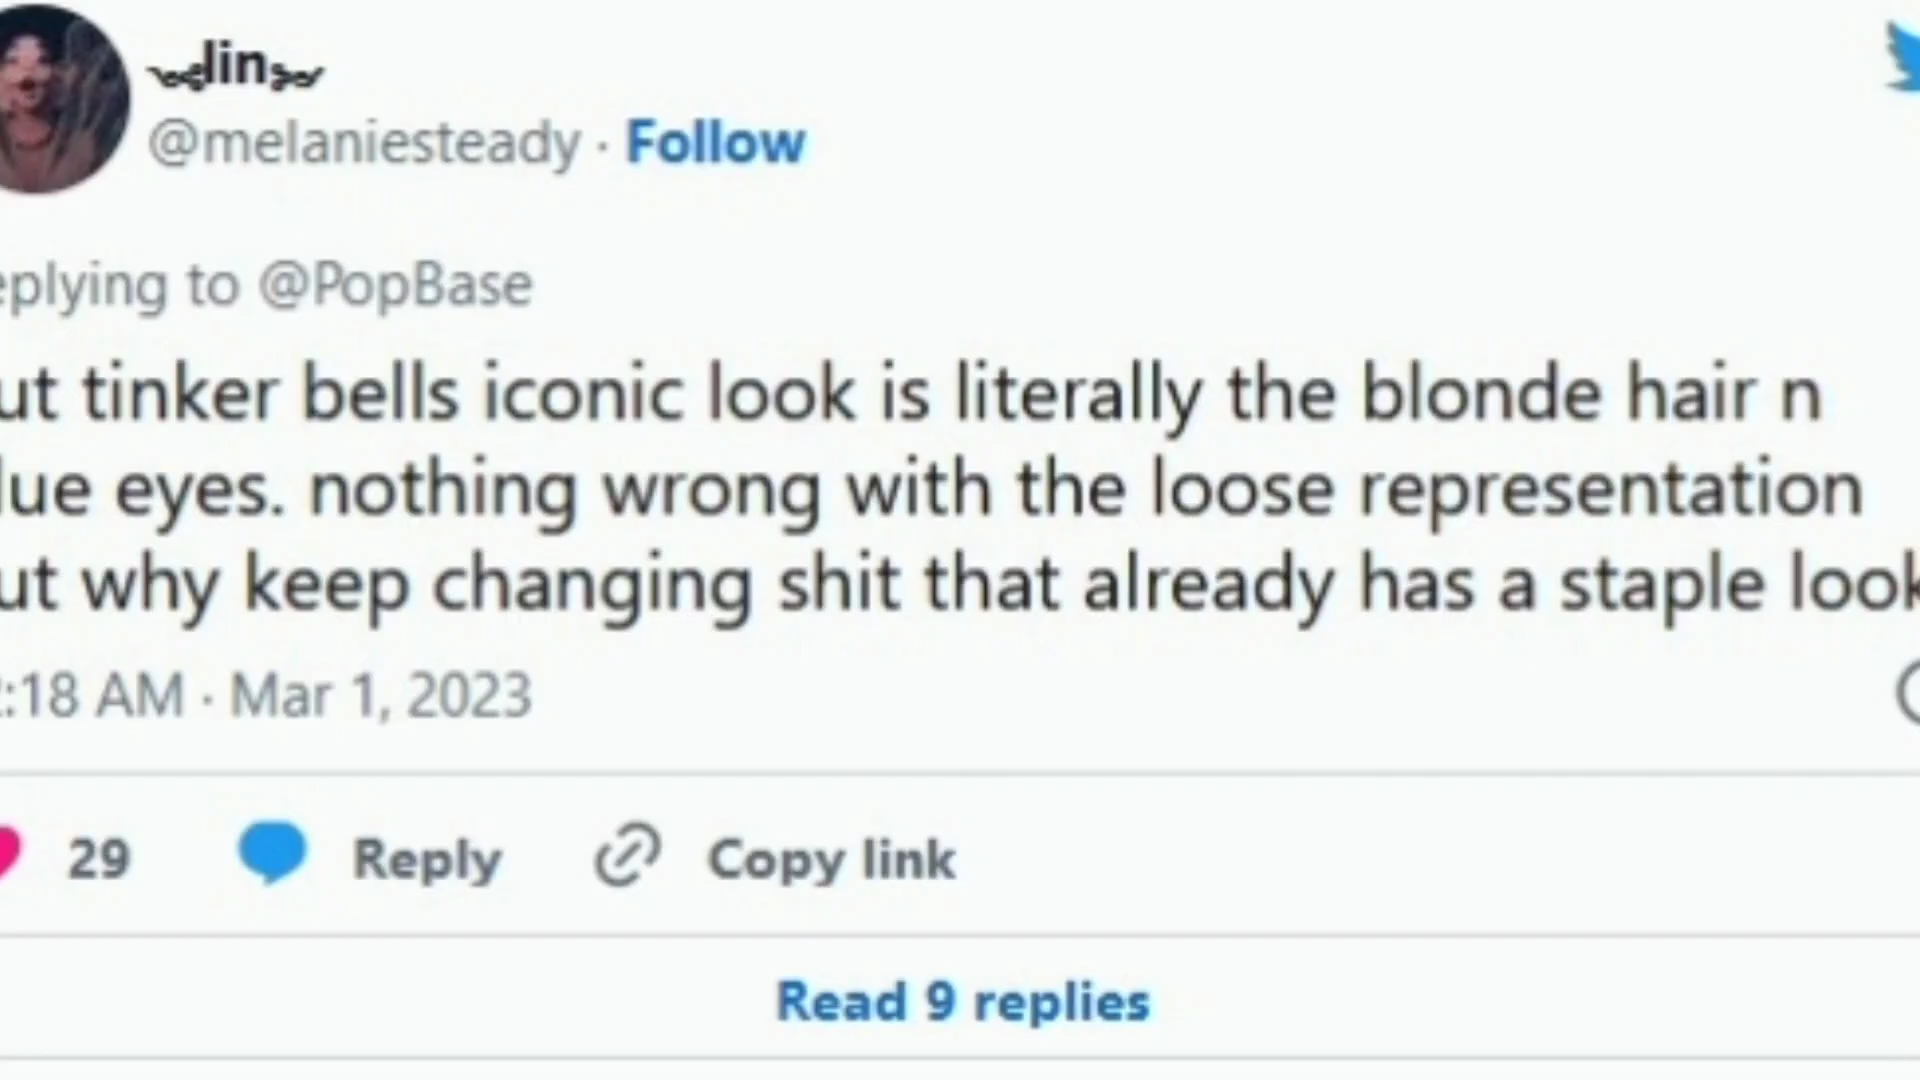 lin
@melaniesteady · Follow
eplying to @PopBase
ut tinker bells iconic look is literally the blonde hair n
lue eyes. nothing wrong with the loose representation
ut why keep changing shit that already has a staple look
:18 AM · Mar 1, 2023
29 Reply Copy link
Read 9 replies